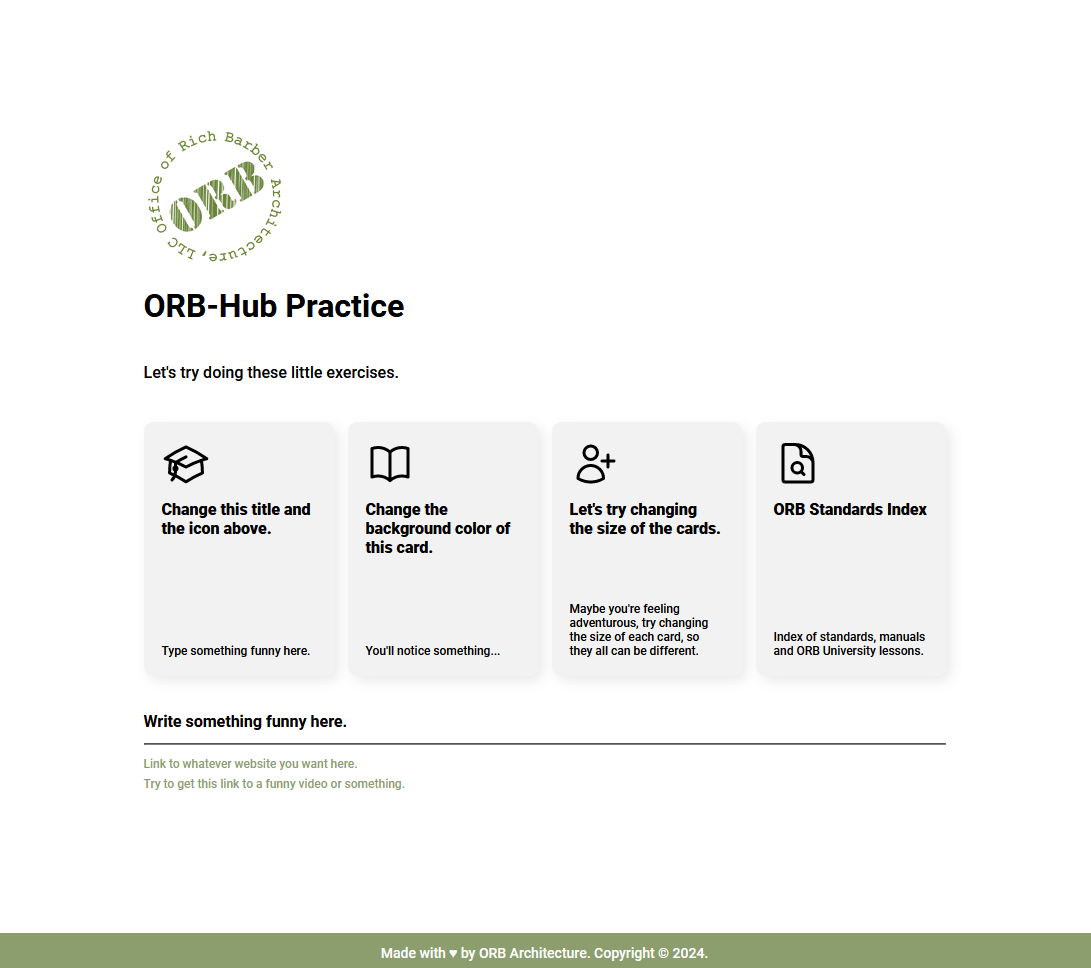 Office of Rich Barber Architecture, LLC
ORB
ORB-Hub Practice
Let's try doing these little exercises.
Change this title and
the icon above.
Type something funny here.
Change the
background color of
this card.
You'll notice something...
Let's try changing
the size of the cards.
Maybe you're feeling
adventurous, try changing
the size of each card, so
they all can be different.
ORB Standards Index
Index of standards, manuals
and ORB University lessons.
Write something funny here.
Link to whatever website you want here.
Try to get this link to a funny video or something.
Made with ♥ by ORB Architecture. Copyright © 2024.